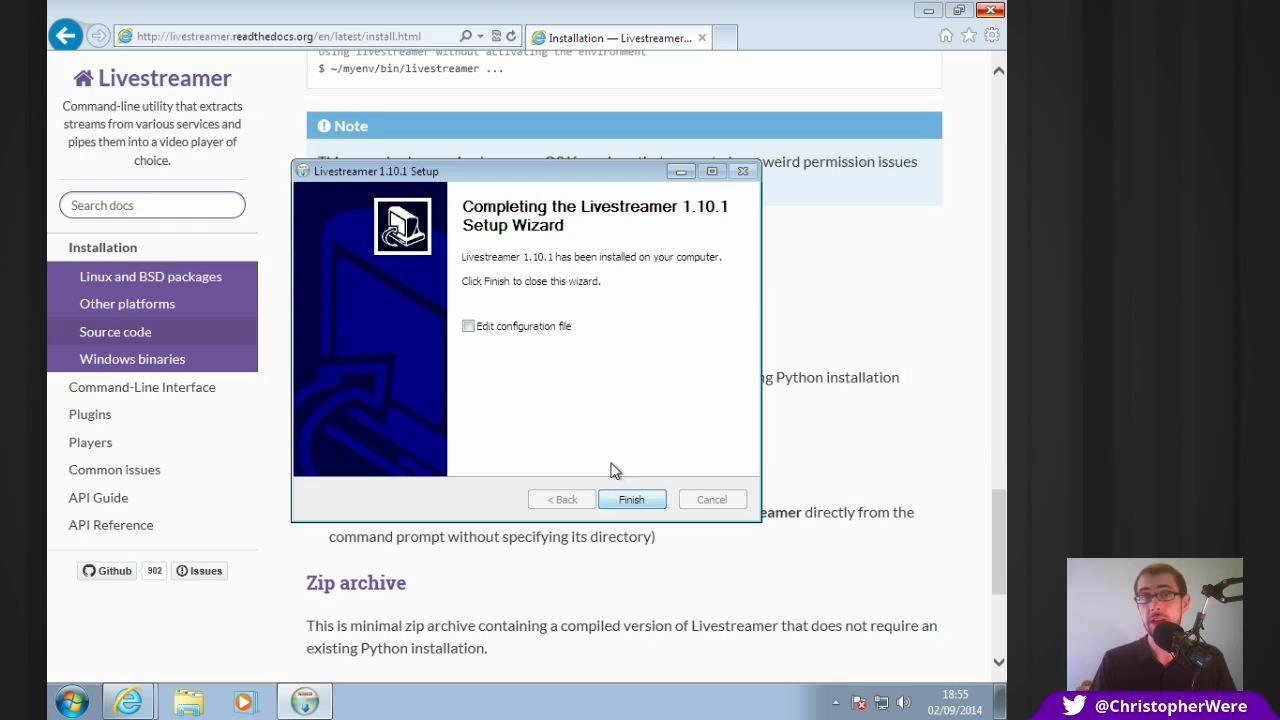 http://livestreamer.readthedocs.org/en/latest/install.html
Installation — Livestreamer...
Livestreamer
Command-line utility that extracts
streams from various services and
pipes them into a video player of
choice.
Search docs
Installation
Linux and BSD packages
Other platforms
Source code
Windows binaries
Command-Line Interface
Plugins
Players
Common issues
API Guide
API Reference
Github
902
Issues
Using livestreamer without activating the environment
$ ~/myenv/bin/livestreamer ...
Note
weird permission issues
Livestreamer 1.10.1 Setup
Completing the Livestreamer 1.10.1
Setup Wizard
Livestreamer 1.10.1 has been installed on your computer.
Click Finish to close this wizard.
Edit configuration file
< Back
Finish
Cancel
Python installation
directly from the
command prompt without specifying its directory)
Zip archive
This is minimal zip archive containing a compiled version of Livestreamer that does not require an
existing Python installation.
18:55
02/09/2014
@ChristopherWere